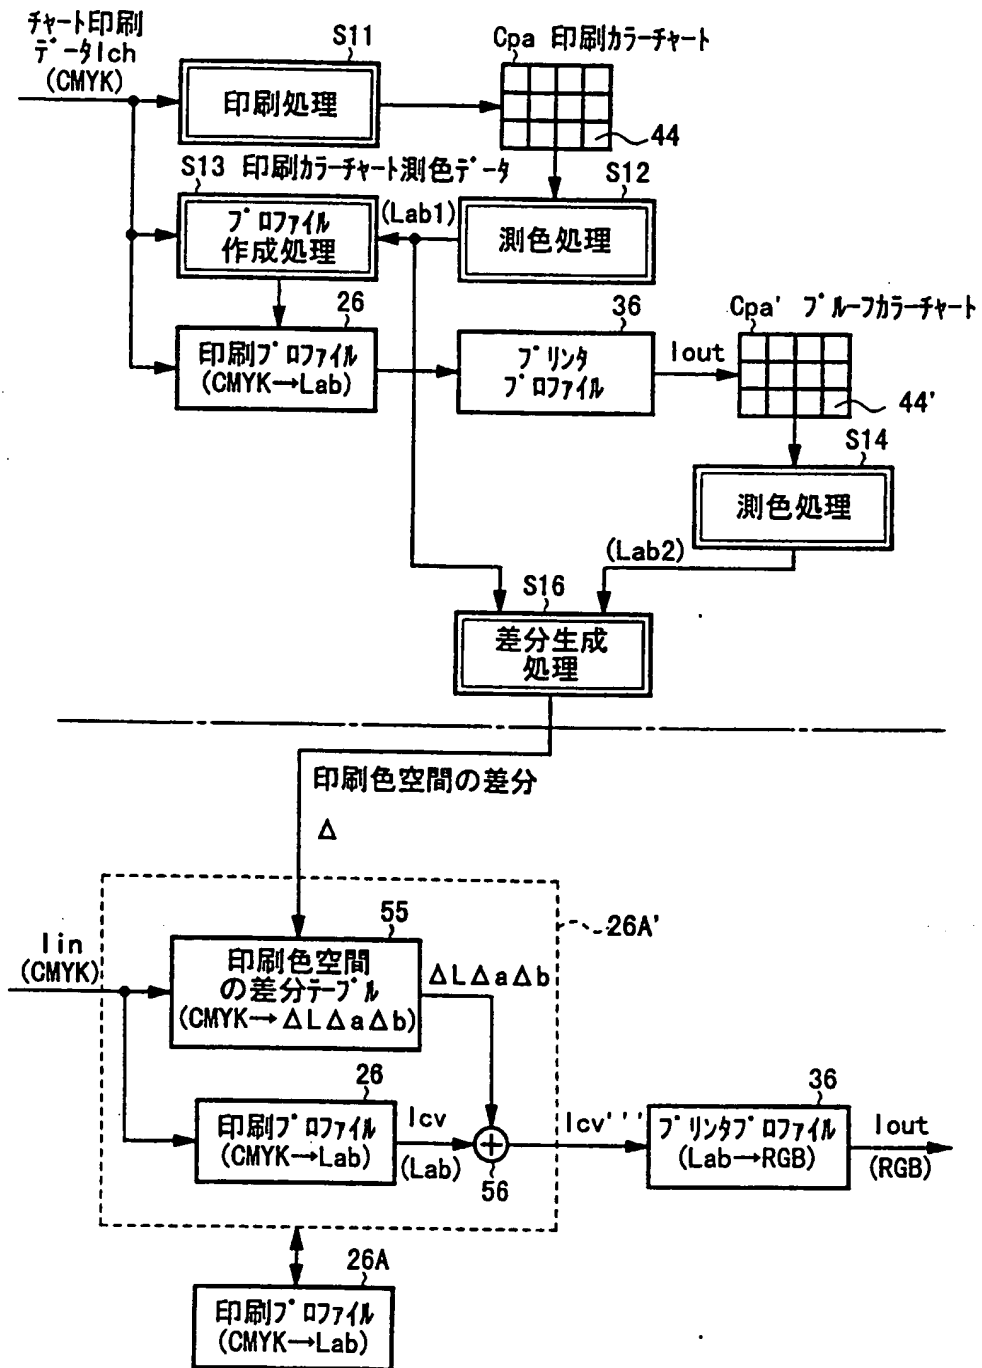 チャート印刷
データIch
(CMYK)
S11
印刷処理
Cpa 印刷カラーチャート
44
S13 印刷カラーチャート測色データ
(Lab1)
S12
プロファイル
作成処理
測色処理
26
印刷プロファイル
(CMYK→Lab)
36
プリンタ
プロファイル
Iout
Cpa' プルーフカラーチャート
44'
S14
測色処理
(Lab2)
S16
差分生成
処理
印刷色空間の差分
Δ
26A'
Iin
(CMYK)
55
印刷色空間
の差分テーブル
(CMYK→ΔLΔaΔb)
ΔLΔaΔb
26
印刷プロファイル
(CMYK→Lab)
Icv
(Lab)
+
56
Icv'''
36
プリンタプロファイル
(Lab→RGB)
Iout
(RGB)
26A
印刷プロファイル
(CMYK→Lab)